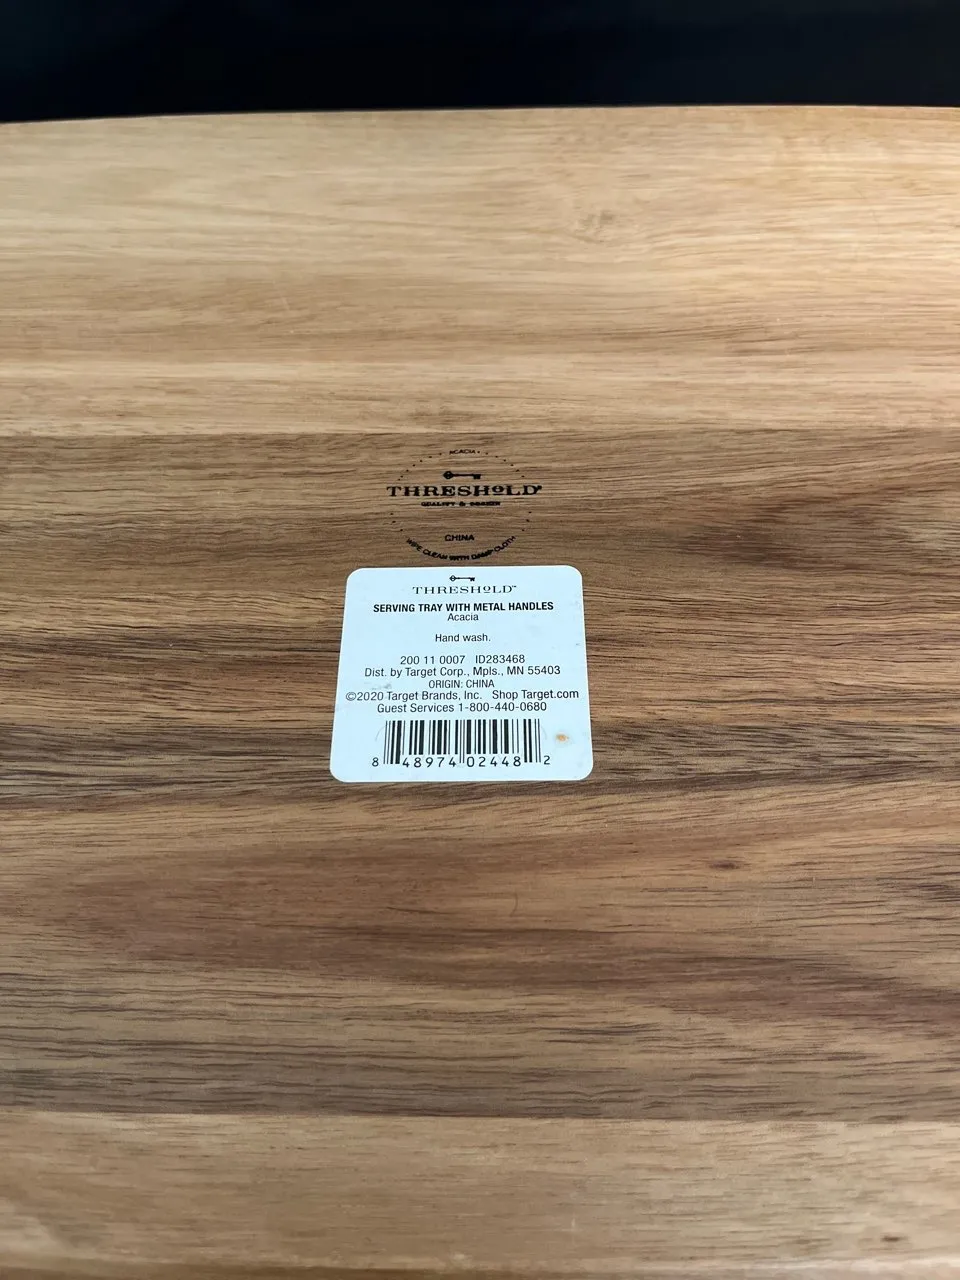 ACACIA
THRESHOLD
QUALITY & DESIGN
CHINA
WIPE CLEAN WITH DAMP CLOTH
THRESHOLD™
SERVING TRAY WITH METAL HANDLES
Acacia
Hand wash.
200 11 0007 ID283468
Dist. by Target Corp., Mpls., MN 55403
ORIGIN: CHINA
©2020 Target Brands, Inc. Shop Target.com
Guest Services 1-800-440-0680
8 48974 02448 2